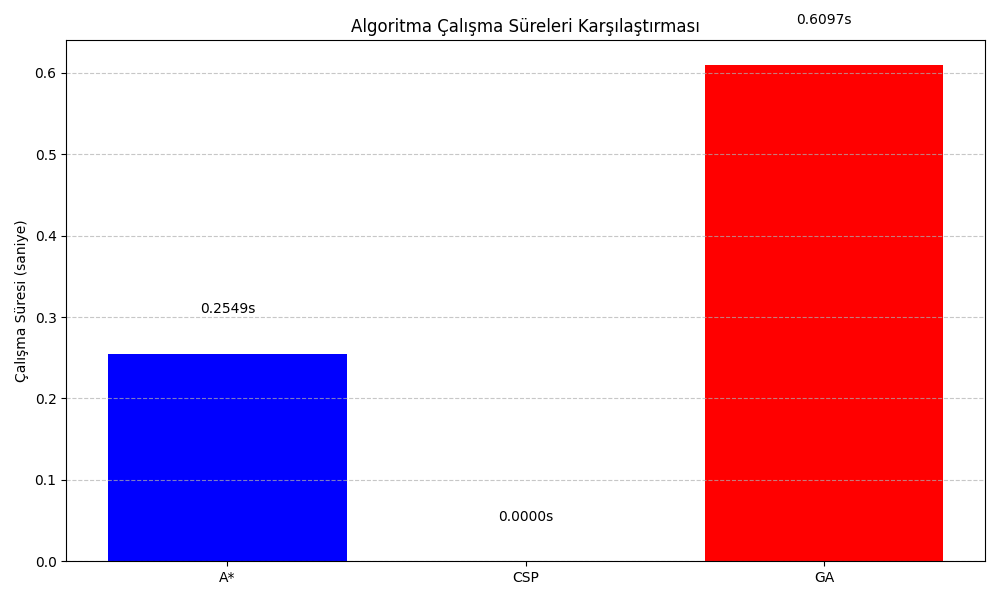 Algoritma Çalışma Süreleri Karşılaştırması
0.6097s
0.6
0.5
0.4
0.3
0.2
0.1
0.0
Çalışma Süresi (saniye)
0.2549s
0.0000s
A*
CSP
GA